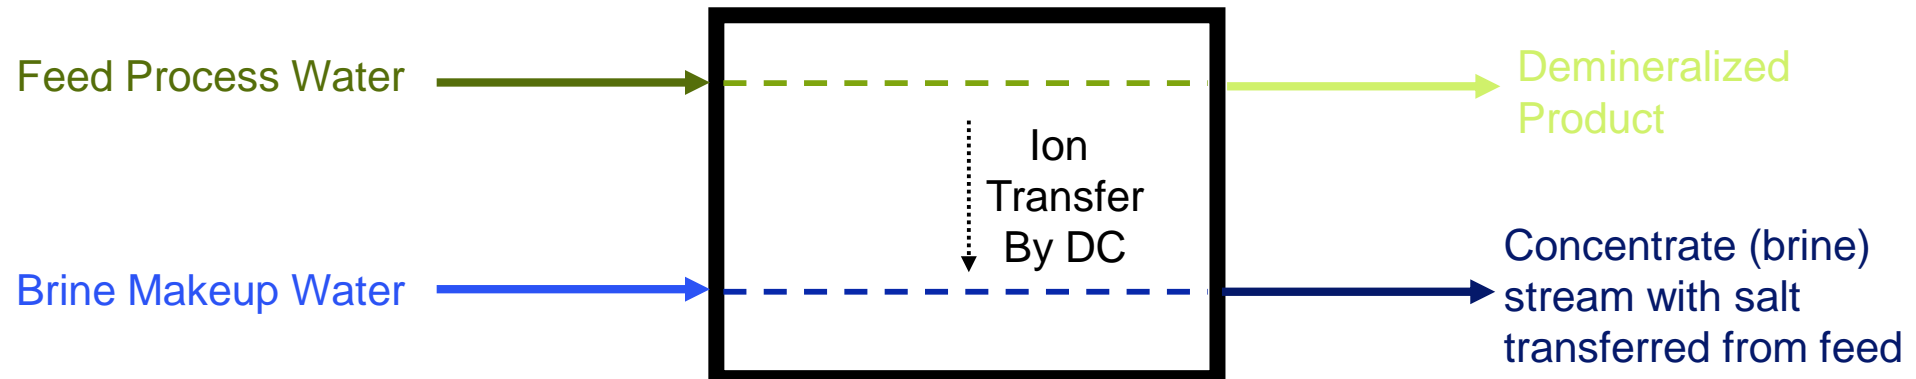 Feed Process Water
Demineralized
Product
Ion
Transfer
By DC
Brine Makeup Water
Concentrate (brine)
stream with salt
transferred from feed